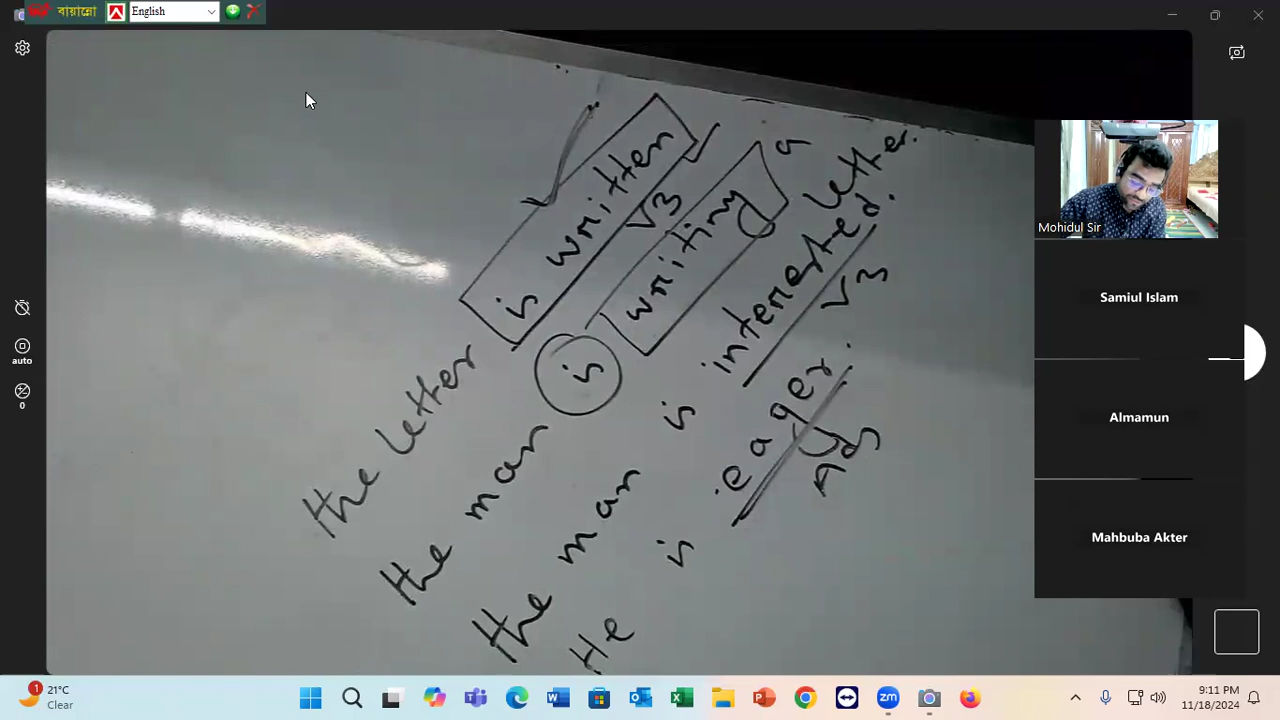 বায়ান্নো English
auto
0
The letter is written
V3
The man is writing a letter.
The man is interested.
V3
He is eager.
Adj
Mohidul Sir
Samiul Islam
Almamun
Mahbuba Akter
1 21°C
Clear
9:11 PM
11/18/2024